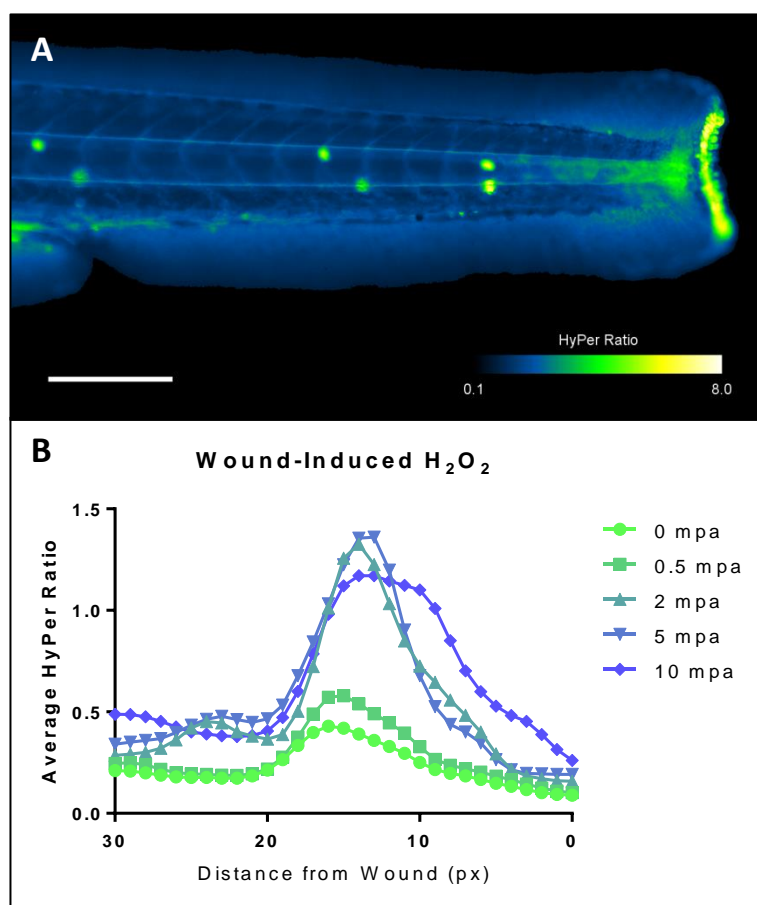 A
HyPer Ratio
0.1 8.0
B
Wound-Induced H₂O₂
1.5
1.0
0.5
0.0
30 20 10 0
Average HyPer Ratio
Distance from Wound (px)
0 mpa
0.5 mpa
2 mpa
5 mpa
10 mpa